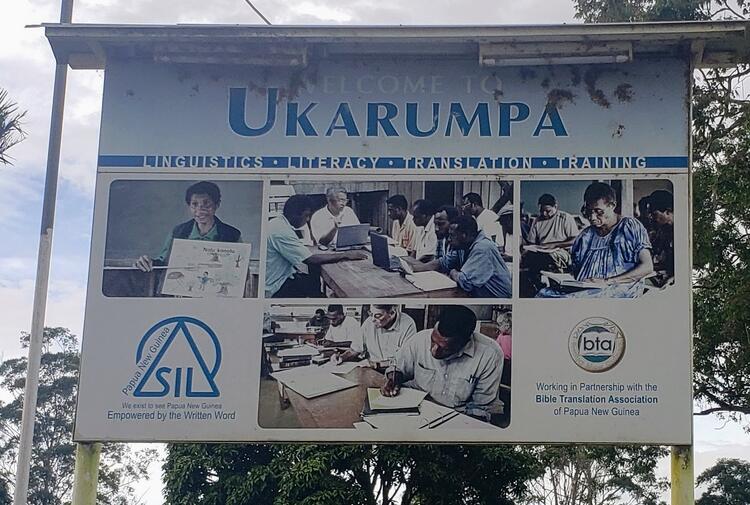 WELCOME TO
UKARUMPA
LINGUISTICS • LITERACY • TRANSLATION • TRAINING
Papua New Guinea
SIL
We exist to see Papua New Guinea
Empowered by the Written Word
bta
Working in Partnership with the
Bible Translation Association
of Papua New Guinea